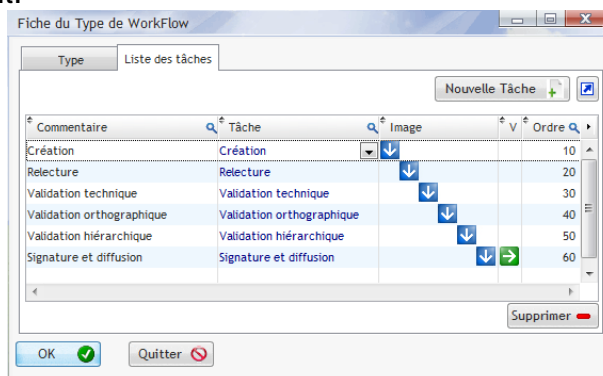 Fiche du Type de WorkFlow
Type Liste des tâches
Nouvelle Tâche
Commentaire Tâche Image V Ordre
Création Création 10
Relecture Relecture 20
Validation technique Validation technique 30
Validation orthographique Validation orthographique 40
Validation hiérarchique Validation hiérarchique 50
Signature et diffusion Signature et diffusion 60
Supprimer
OK Quitter